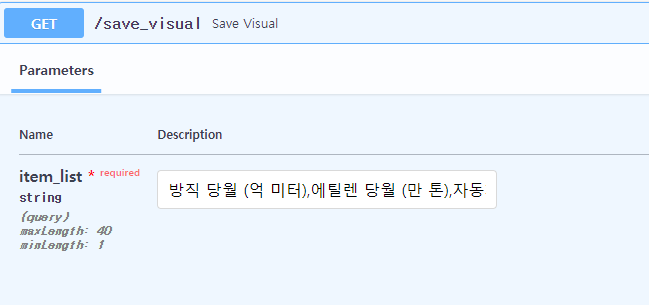 GET /save_visual Save Visual
Parameters
Name Description
item_list * required
방직 당월 (억 미터),에틸렌 당월 (만 톤),자동
string
(query)
maxLength: 40
minLength: 1